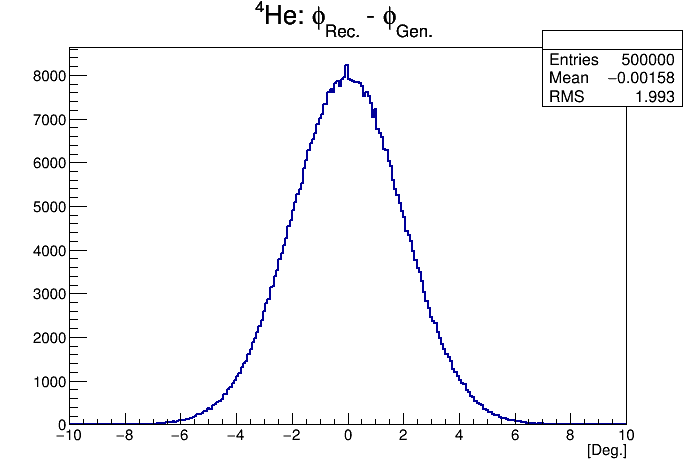 ⁴He: ϕRec. - ϕGen.
Entries 500000
Mean −0.00158
RMS 1.993
8000
7000
6000
5000
4000
3000
2000
1000
0
−10 −8 −6 −4 −2 0 2 4 6 8 10
[Deg.]